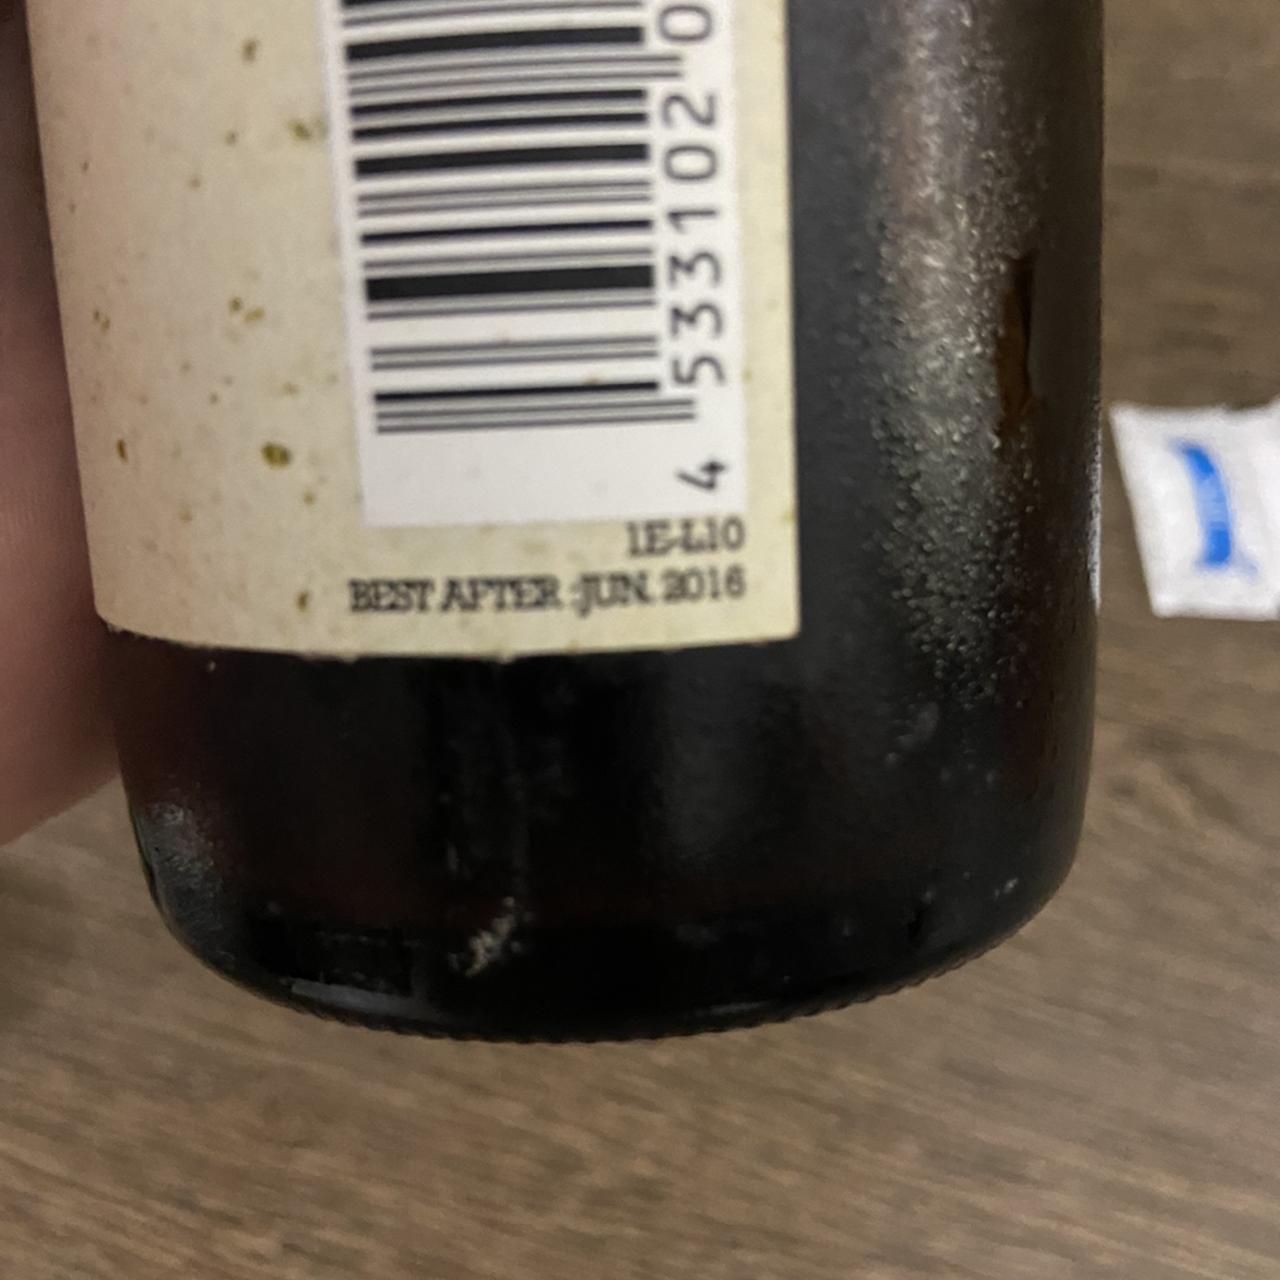 4 533102 0
1E-L10
BEST AFTER :JUN. 2016